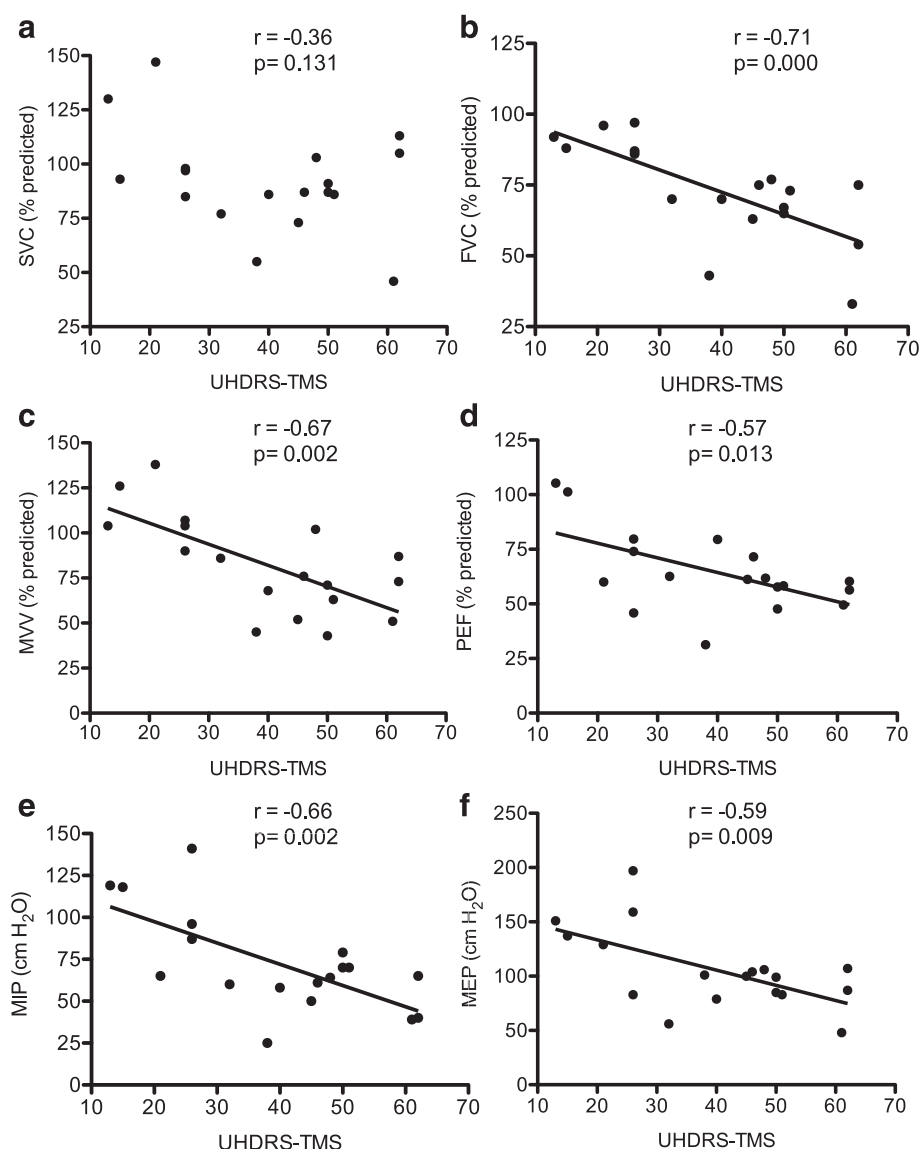 a
r = -0.36
p= 0.131
150
125
100
75
50
25
SVC (% predicted)
10 20 30 40 50 60 70
UHDRS-TMS
b
r = -0.71
p= 0.000
125
100
75
50
25
FVC (% predicted)
10 20 30 40 50 60 70
UHDRS-TMS
c
r = -0.67
p= 0.002
150
125
100
75
50
25
0
MVV (% predicted)
10 20 30 40 50 60 70
UHDRS-TMS
d
r = -0.57
p= 0.013
125
100
75
50
25
0
PEF (% predicted)
10 20 30 40 50 60 70
UHDRS-TMS
e
r = -0.66
p= 0.002
150
125
100
75
50
25
0
MIP (cm H₂O)
10 20 30 40 50 60 70
UHDRS-TMS
f
r = -0.59
p= 0.009
250
200
150
100
50
0
MEP (cm H₂O)
10 20 30 40 50 60 70
UHDRS-TMS